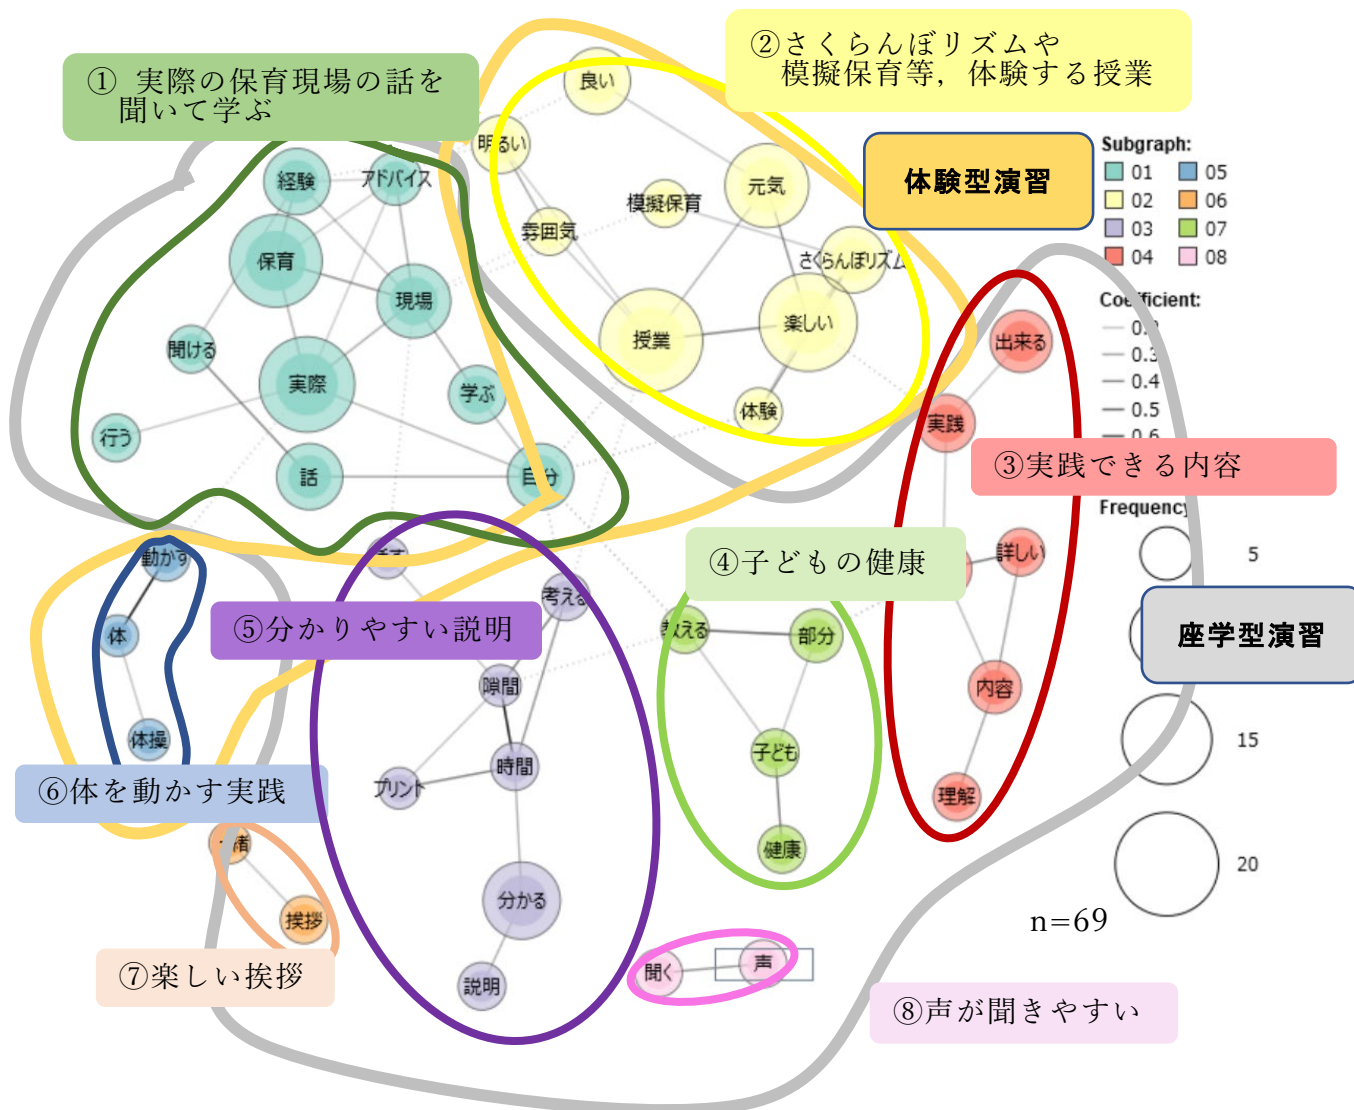 ① 実際の保育現場の話を
聞いて学ぶ
②さくらんぼリズムや
模擬保育等，体験する授業
体験型演習
良い
明るい
元気
模擬保育
雰囲気
さくらんぼリズム
授業
楽しい
体験
経験
アドバイス
保育
現場
聞ける
実際
学ぶ
行う
話
自分
Subgraph:
01 05
02 06
03 07
04 08
Coefficient:
0.3
0.4
0.5
0.6
出来る
実践
③実践できる内容
詳しい
内容
理解
Frequency
5
15
20
座学型演習
④子どもの健康
教える
部分
子ども
健康
⑤分かりやすい説明
考える
隙間
時間
プリント
分かる
説明
動かす
体
体操
⑥体を動かす実践
挨拶
⑦楽しい挨拶
聞く
声
⑧声が聞きやすい
n=69